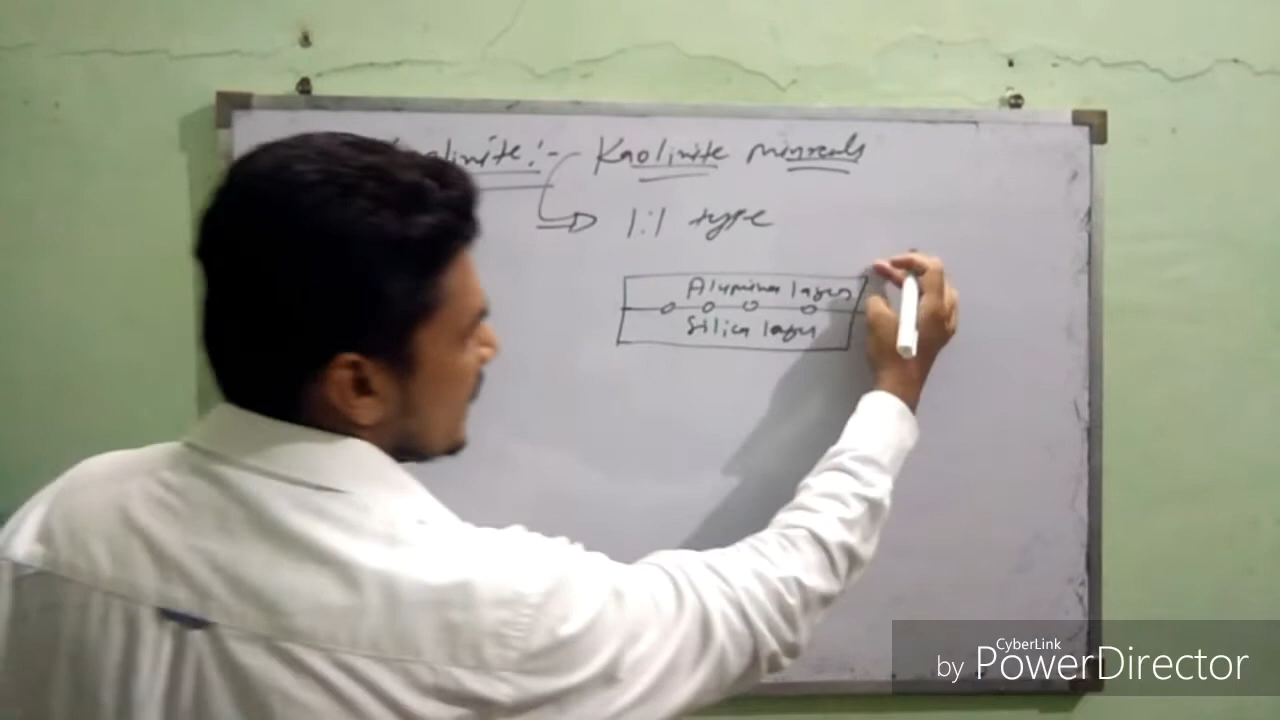 Kaolinite minerals
1:1 type
Alumina layer
Silica layer
CyberLink
by PowerDirector